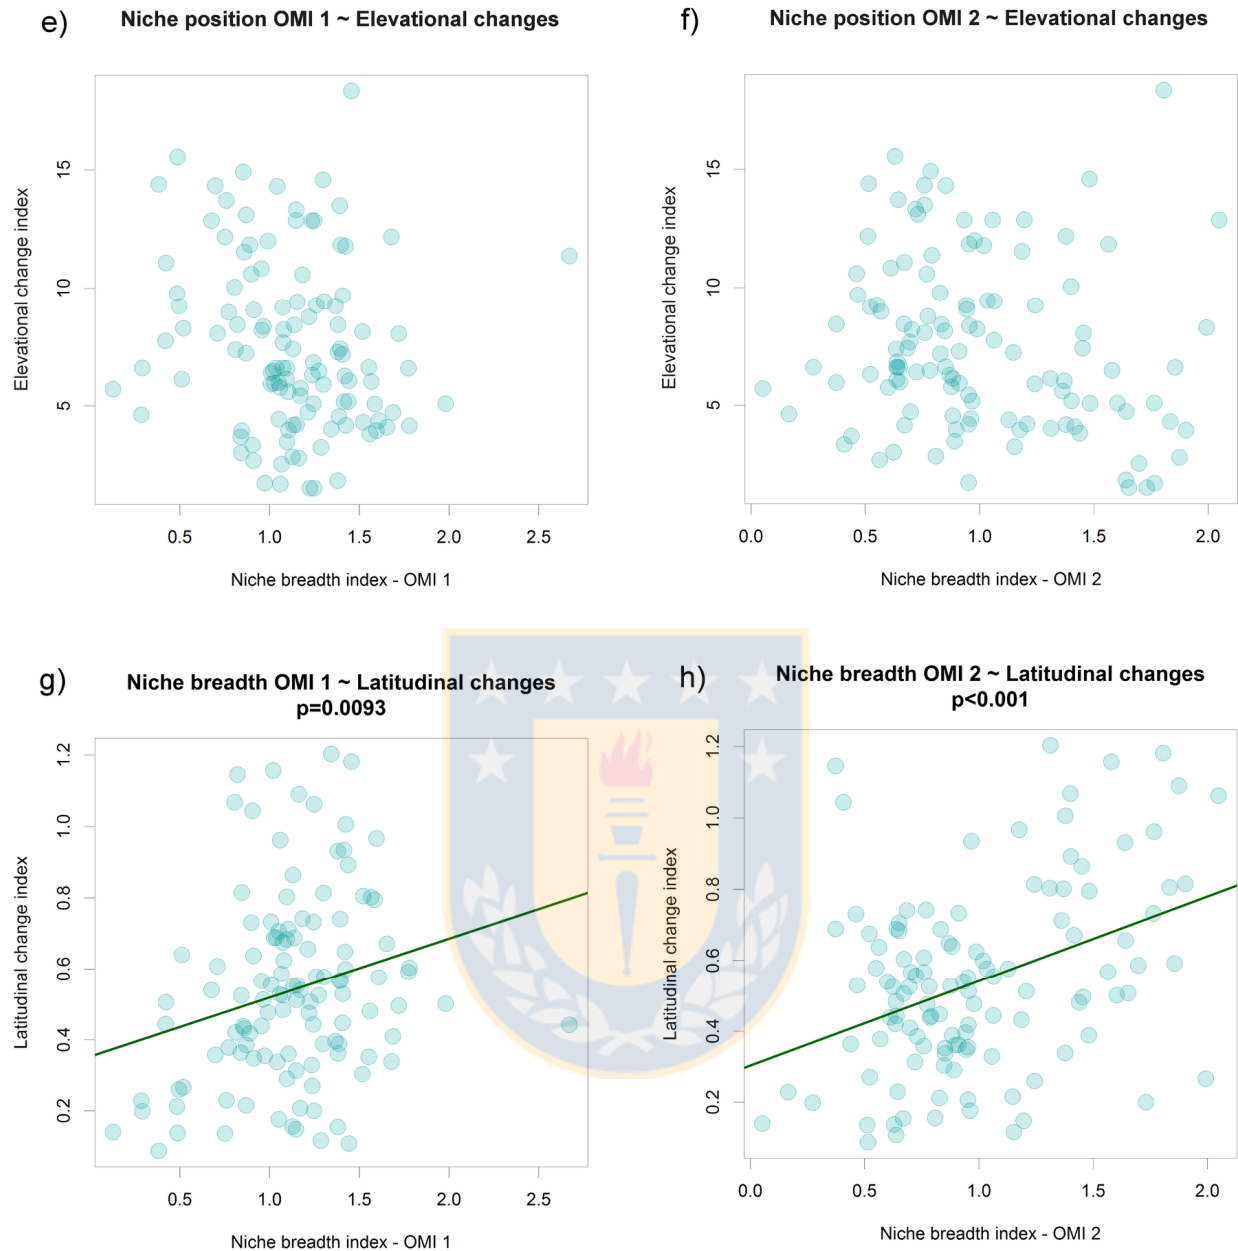 e)
Niche position OMI 1 ~ Elevational changes
Elevational change index
15
10
5
0.5 1.0 1.5 2.0 2.5
Niche breadth index - OMI 1
f)
Niche position OMI 2 ~ Elevational changes
Elevational change index
15
10
5
0.0 0.5 1.0 1.5 2.0
Niche breadth index - OMI 2
g)
Niche breadth OMI 1 ~ Latitudinal changes
p=0.0093
Latitudinal change index
1.2
1.0
0.8
0.6
0.4
0.2
0.5 1.0 1.5 2.0 2.5
Niche breadth index - OMI 1
h)
Niche breadth OMI 2 ~ Latitudinal changes
p<0.001
Latitudinal change index
1.2
1.0
0.8
0.6
0.4
0.2
0.0 0.5 1.0 1.5 2.0
Niche breadth index - OMI 2